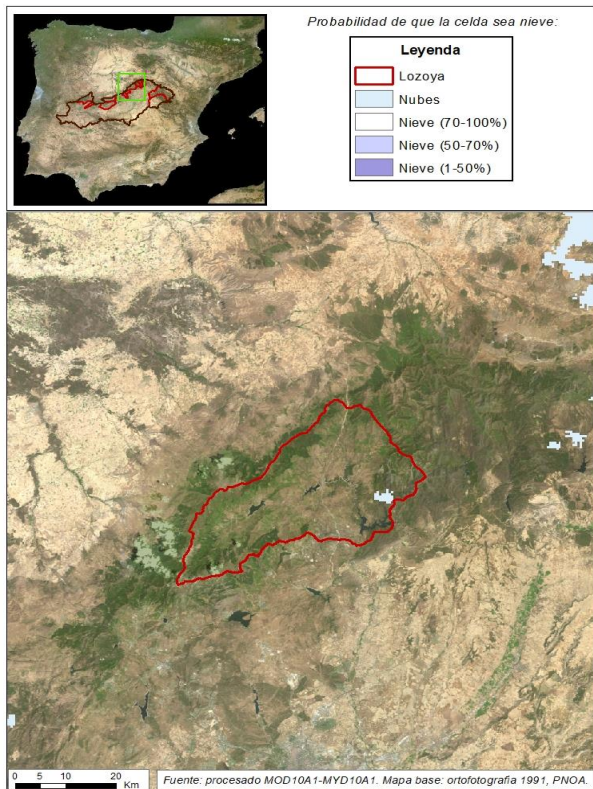 Probabilidad de que la celda sea nieve:
Leyenda
Lozoya
Nubes
Nieve (70-100%)
Nieve (50-70%)
Nieve (1-50%)
0 5 10 20
Km
Fuente: procesado MOD10A1-MYD10A1. Mapa base: ortofotografia 1991, PNOA.